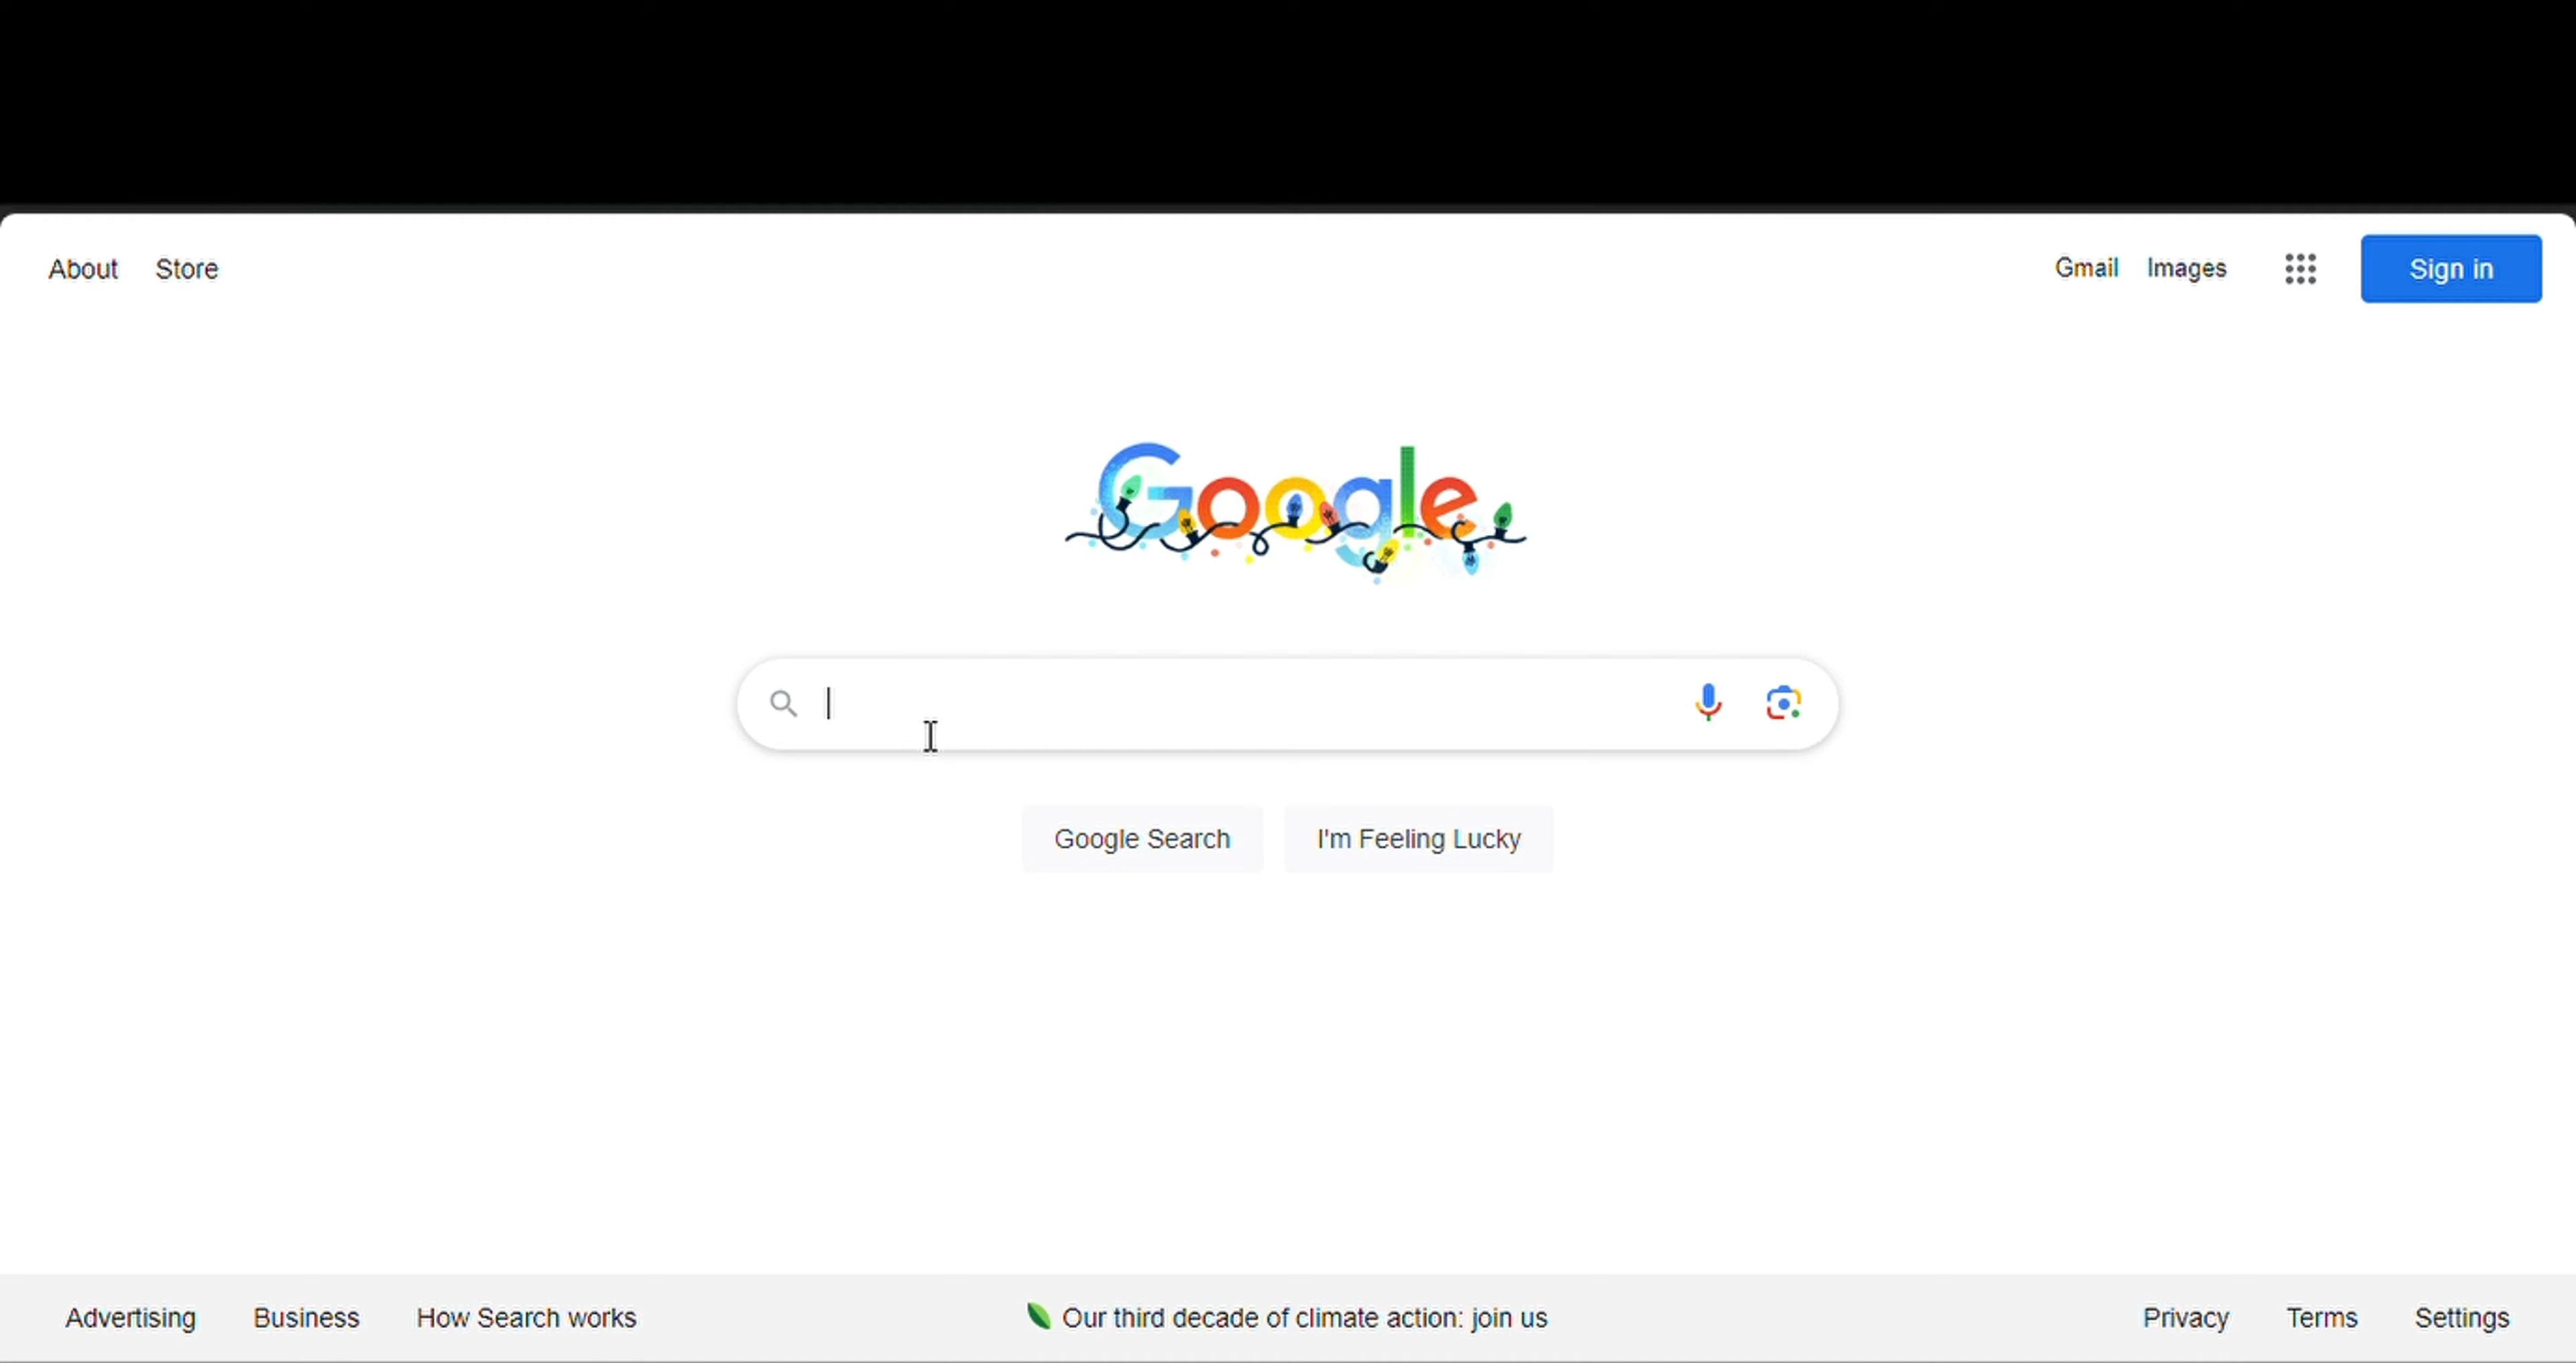 About Store
Gmail Images Sign in
Google
Google Search I'm Feeling Lucky
Advertising Business How Search works
Our third decade of climate action: join us
Privacy Terms Settings